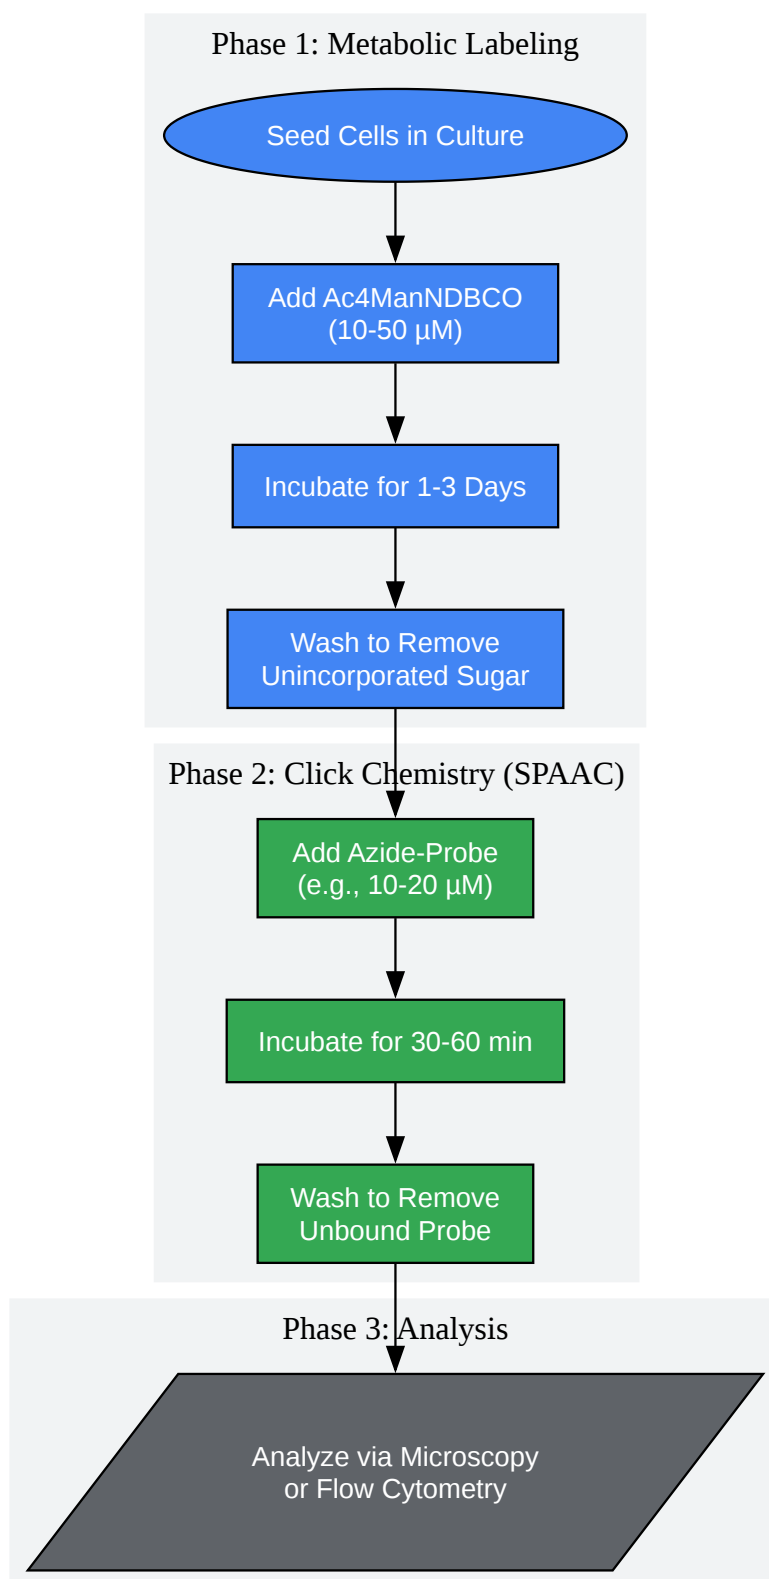 Phase 1: Metabolic Labeling
Seed Cells in Culture
Add Ac4ManNDBCO
(10-50 µM)
Incubate for 1-3 Days
Wash to Remove
Unincorporated Sugar
Phase 2: Click Chemistry (SPAAC)
Add Azide-Probe
(e.g., 10-20 µM)
Incubate for 30-60 min
Wash to Remove
Unbound Probe
Phase 3: Analysis
Analyze via Microscopy
or Flow Cytometry